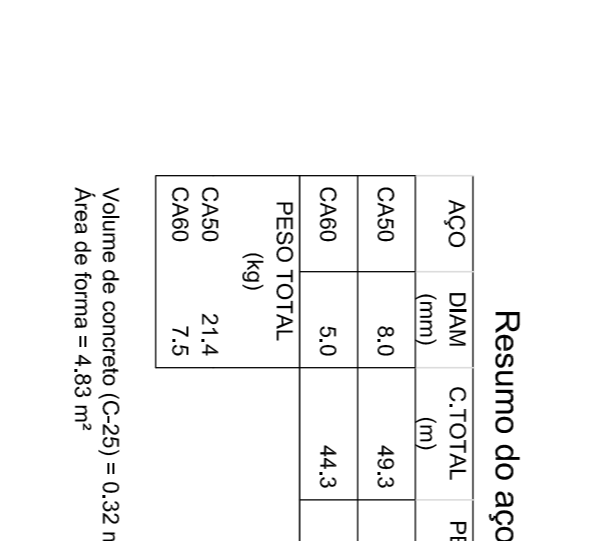 Resumo do aço
AÇO DIAM C.TOTAL
(mm) (m)
CA50 8.0 49.3
CA60 5.0 44.3
PESO TOTAL
(kg)
CA50 21.4
CA60 7.5
Volume de concreto (C-25) = 0.32
Área de forma = 4.83 m²